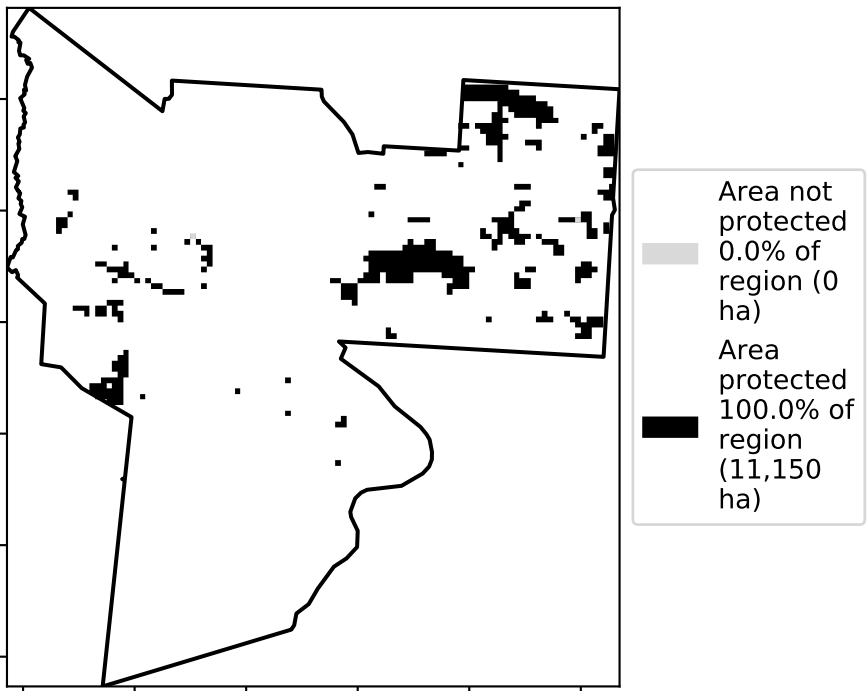 Area not
protected
0.0% of
region (0
ha)
Area
protected
100.0% of
region
(11,150
ha)